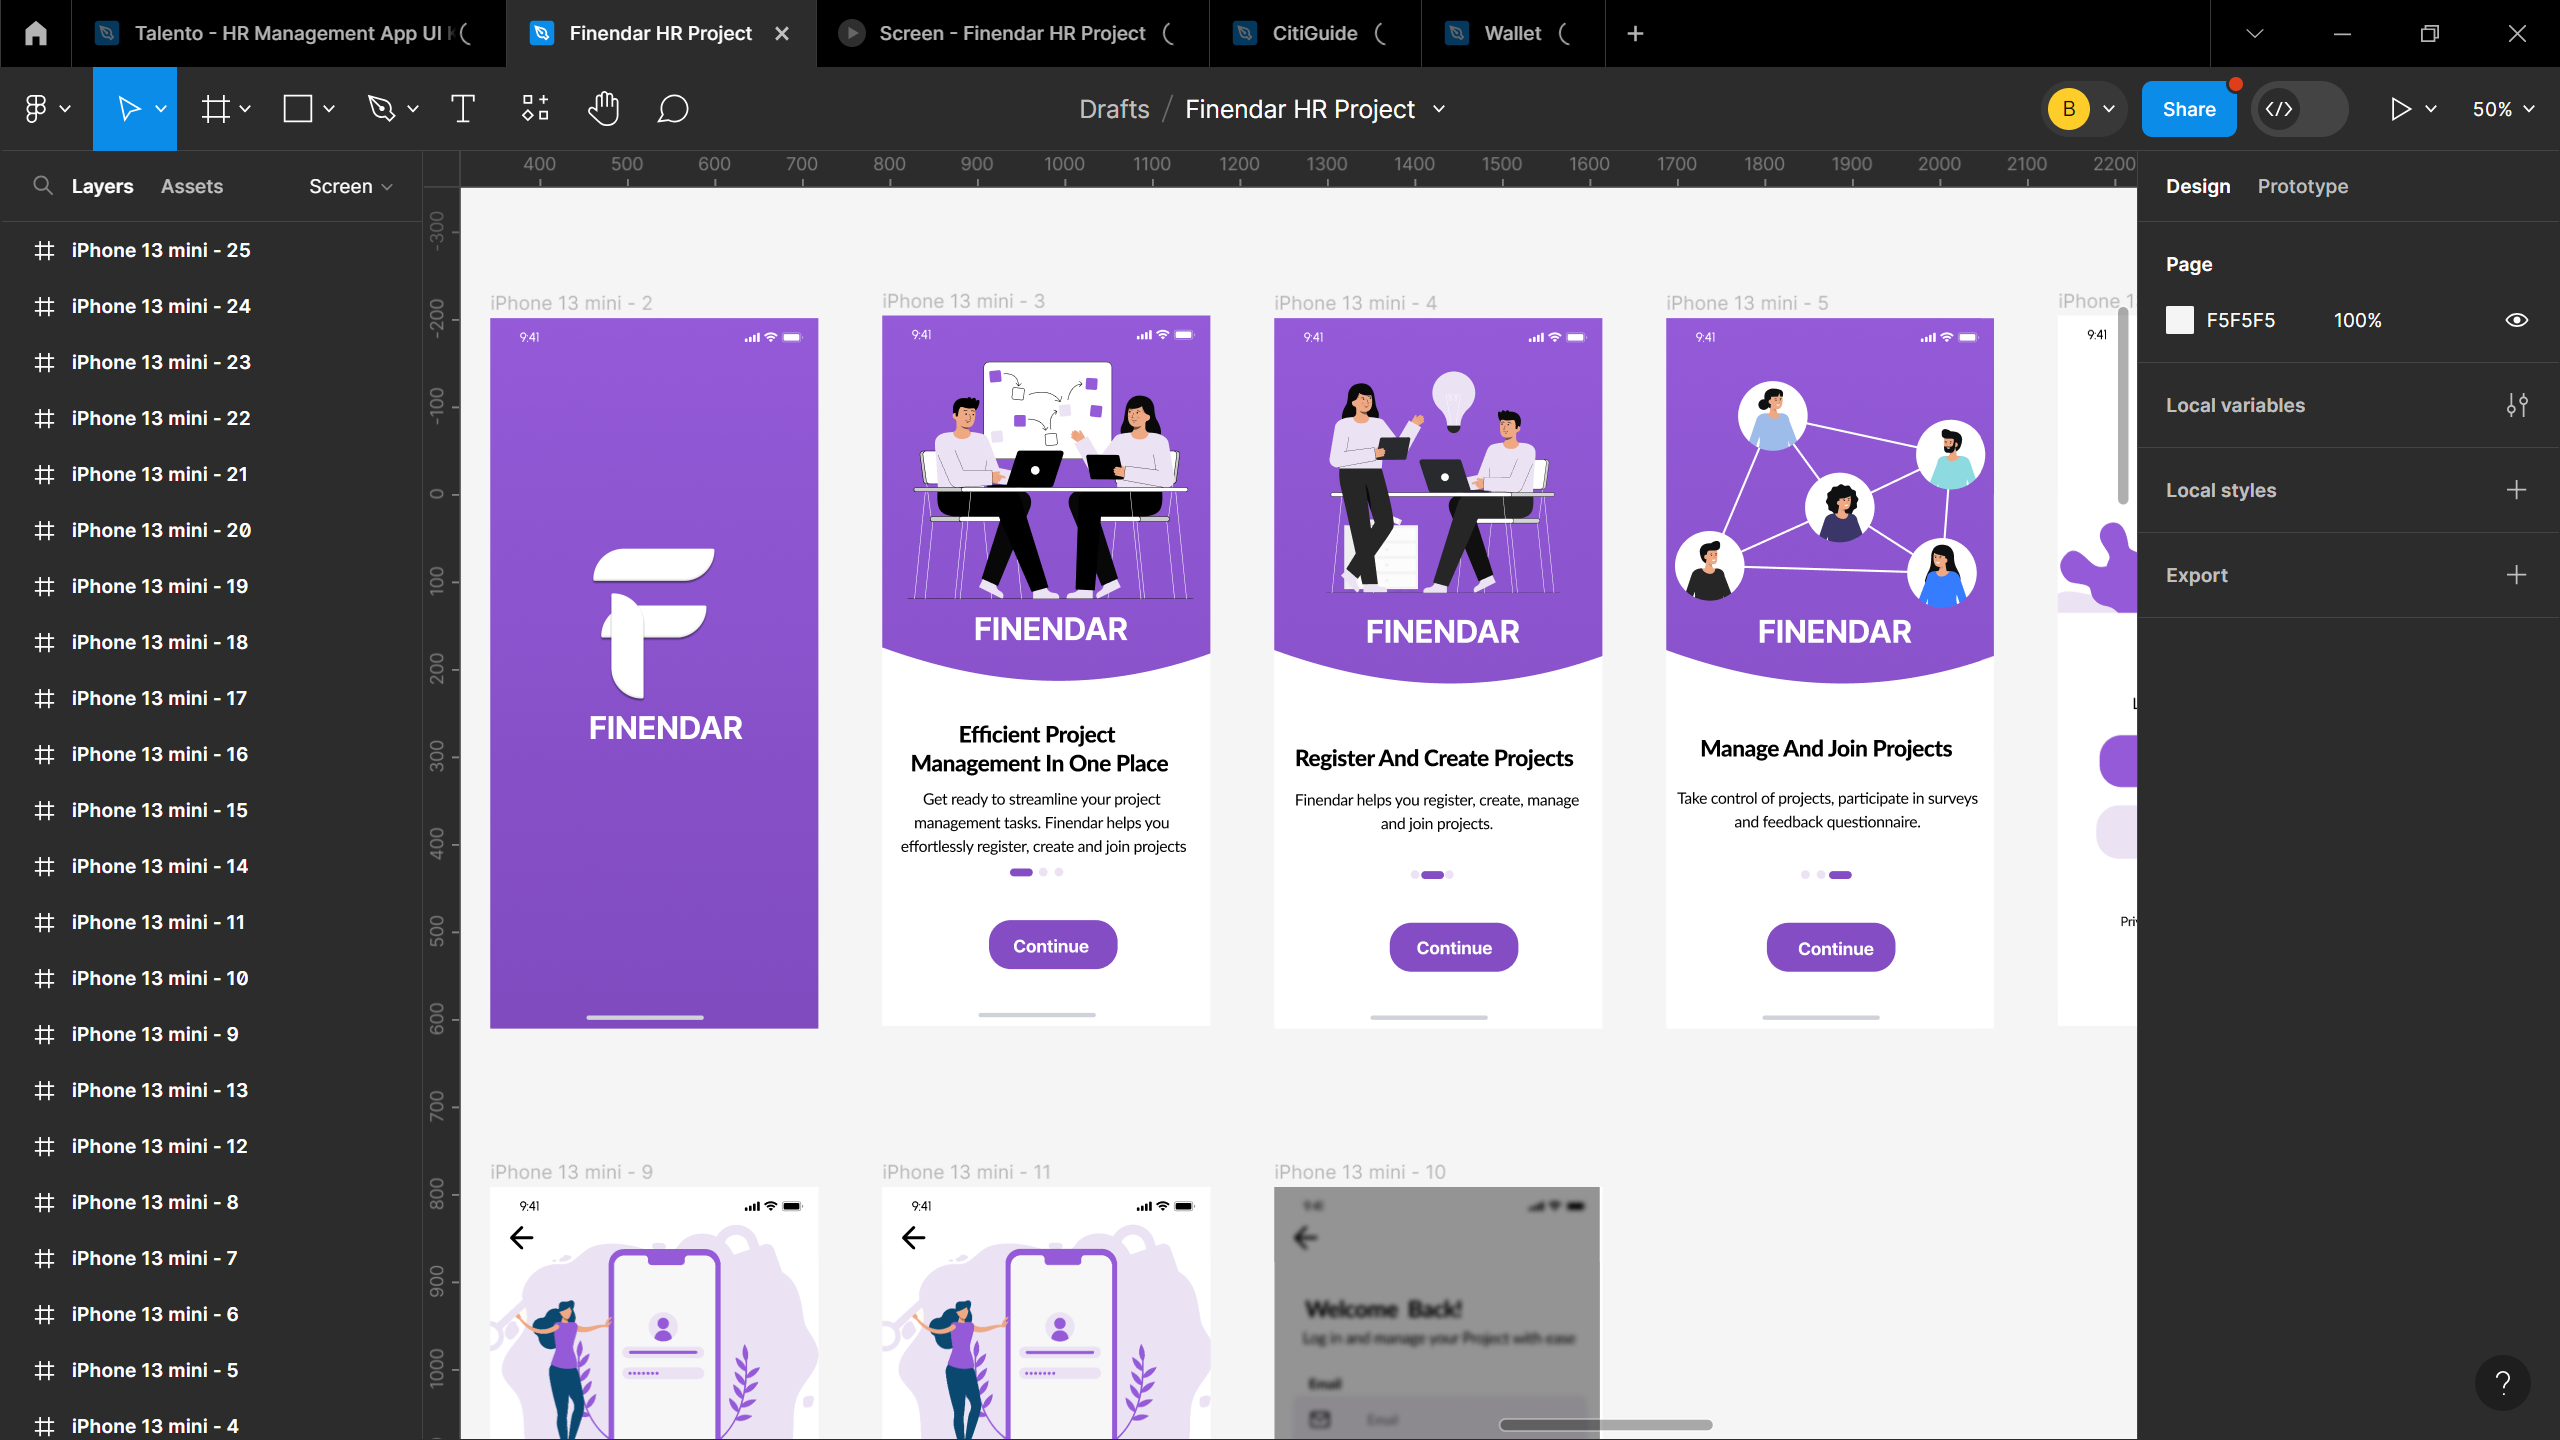 Talento - HR Management App UI
Finendar HR Project
Screen - Finendar HR Project
CitiGuide
Wallet
Drafts / Finendar HR Project
B
Share
50%
Layers
Assets
Screen
400 500 600 700 800 900 1000 1100 1200 1300 1400 1500 1600 1700 1800 1900 2000 2100 2200
Design
Prototype
iPhone 13 mini - 25
iPhone 13 mini - 24
iPhone 13 mini - 23
iPhone 13 mini - 22
iPhone 13 mini - 21
iPhone 13 mini - 20
iPhone 13 mini - 19
iPhone 13 mini - 18
iPhone 13 mini - 17
iPhone 13 mini - 16
iPhone 13 mini - 15
iPhone 13 mini - 14
iPhone 13 mini - 11
iPhone 13 mini - 10
iPhone 13 mini - 9
iPhone 13 mini - 13
iPhone 13 mini - 12
iPhone 13 mini - 8
iPhone 13 mini - 7
iPhone 13 mini - 6
iPhone 13 mini - 5
iPhone 13 mini - 4
-300
-200
-100
0
100
200
300
400
500
600
700
800
900
1000
iPhone 13 mini - 2
9:41
FINENDAR
iPhone 13 mini - 3
9:41
FINENDAR
Efficient Project
Management In One Place
Get ready to streamline your project
management tasks. Finendar helps you
effortlessly register, create and join projects
Continue
iPhone 13 mini - 4
9:41
FINENDAR
Register And Create Projects
Finendar helps you register, create, manage
and join projects.
Continue
iPhone 13 mini - 5
9:41
FINENDAR
Manage And Join Projects
Take control of projects, participate in surveys
and feedback questionnaire.
Continue
iPhone 1
9:41
L
Pri
iPhone 13 mini - 9
9:41
iPhone 13 mini - 11
9:41
iPhone 13 mini - 10
9:41
Welcome Back!
Log in and manage your Project with ease
Email
Email
Page
F5F5F5
100%
Local variables
Local styles
Export
?